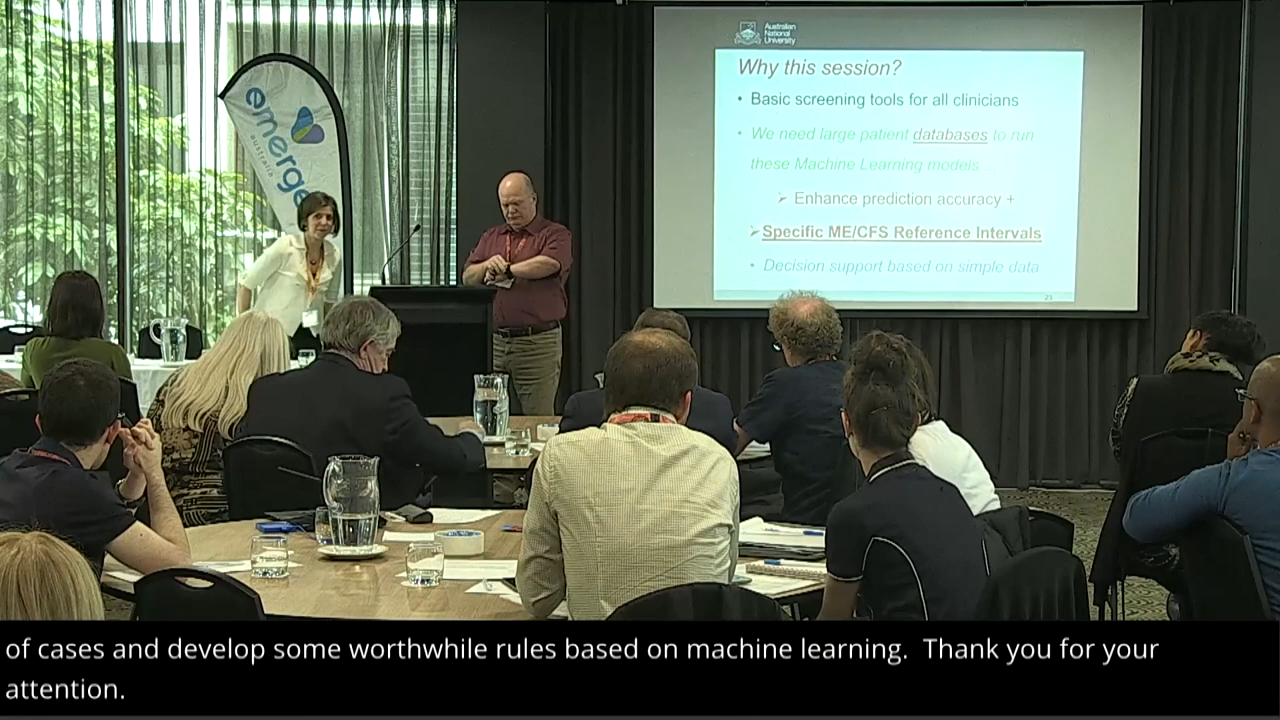 Australian
National
University
Why this session?
• Basic screening tools for all clinicians
• We need large patient databases to run
these Machine Learning models
➢ Enhance prediction accuracy +
➢Specific ME/CFS Reference Intervals
• Decision support based on simple data
23
emerge
australia
of cases and develop some worthwhile rules based on machine learning.  Thank you for your
attention.